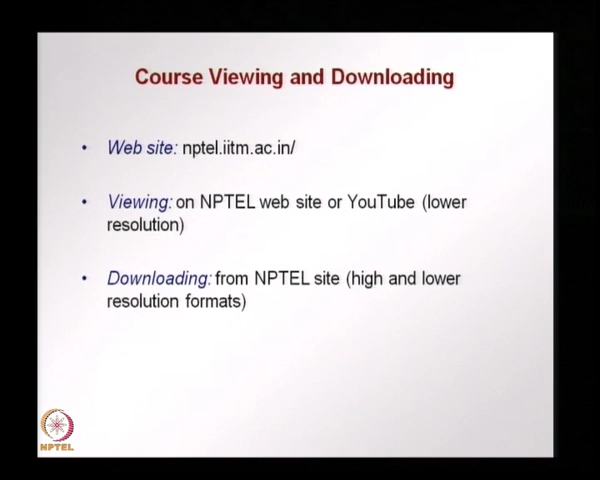 Course Viewing and Downloading
• Web site: nptel.iitm.ac.in/
• Viewing: on NPTEL web site or YouTube (lower
resolution)
• Downloading: from NPTEL site (high and lower
resolution formats)
NPTEL